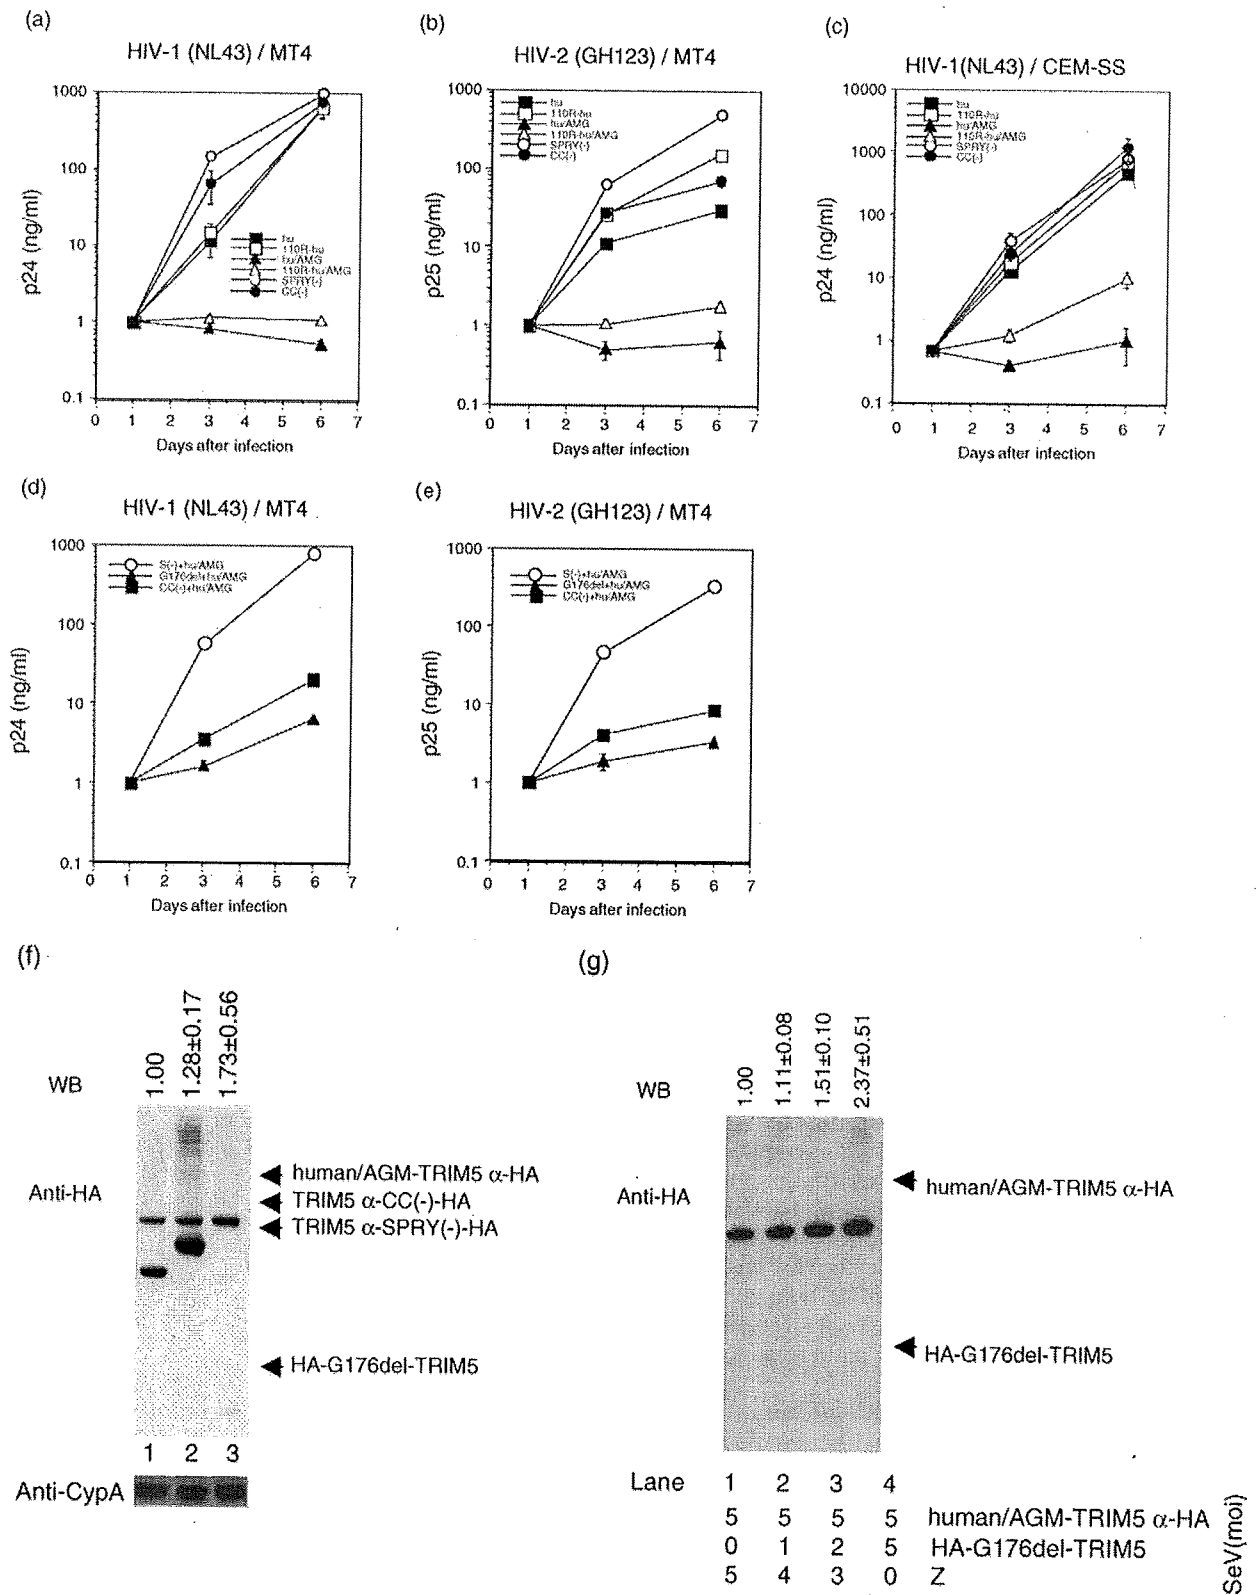 (a)
HIV-1 (NL43) / MT4
1000
100
10
1
0.1
p24 (ng/ml)
hu
110R-hu
hu/AMG
110R-hu/AMG
SPRY(-)
CC(-)
0 1 2 3 4 5 6 7
Days after infection
(b)
HIV-2 (GH123) / MT4
1000
100
10
1
0.1
p25 (ng/ml)
hu
110R-hu
hu/AMG
110R-hu/AMG
SPRY(-)
CC(-)
0 1 2 3 4 5 6 7
Days after infection
(c)
HIV-1(NL43) / CEM-SS
10000
1000
100
10
1
0.1
p24 (ng/ml)
hu
110R-hu
hu/AMG
110R-hu/AMG
SPRY(-)
CC(-)
0 1 2 3 4 5 6 7
Days after infection
(d)
HIV-1 (NL43) / MT4
1000
100
10
1
0.1
p24 (ng/ml)
S(-)+hu/AMG
G176del+hu/AMG
CC(-)+hu/AMG
0 1 2 3 4 5 6 7
Days after infection
(e)
HIV-2 (GH123) / MT4
1000
100
10
1
0.1
p25 (ng/ml)
S(-)+hu/AMG
G176del+hu/AMG
CC(-)+hu/AMG
0 1 2 3 4 5 6 7
Days after infection
(f)
WB
1.00
1.28±0.17
1.73±0.56
Anti-HA
human/AGM-TRIM5 α-HA
TRIM5 α-CC(-)-HA
TRIM5 α-SPRY(-)-HA
HA-G176del-TRIM5
1 2 3
Anti-CypA
(g)
WB
1.00
1.11±0.08
1.51±0.10
2.37±0.51
Anti-HA
human/AGM-TRIM5 α-HA
HA-G176del-TRIM5
Lane 1 2 3 4
5 5 5 5 human/AGM-TRIM5 α-HA
0 1 2 5 HA-G176del-TRIM5
5 4 3 0 Z
SeV(moi)